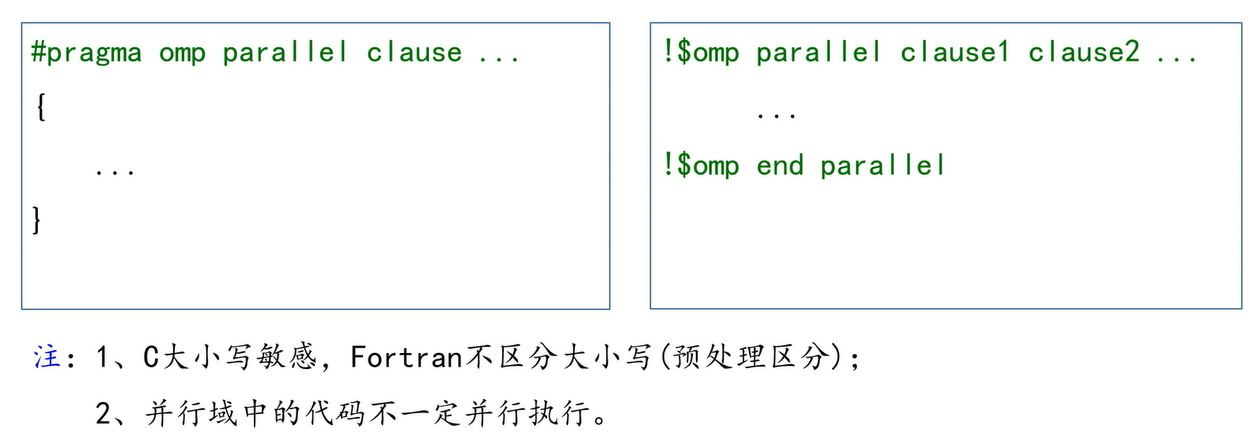 #pragma omp parallel clause ...
{
...
}
!$omp parallel clause1 clause2 ...
...
!$omp end parallel
注：1、C大小写敏感，Fortran不区分大小写(预处理区分)；
2、并行域中的代码不一定并行执行。